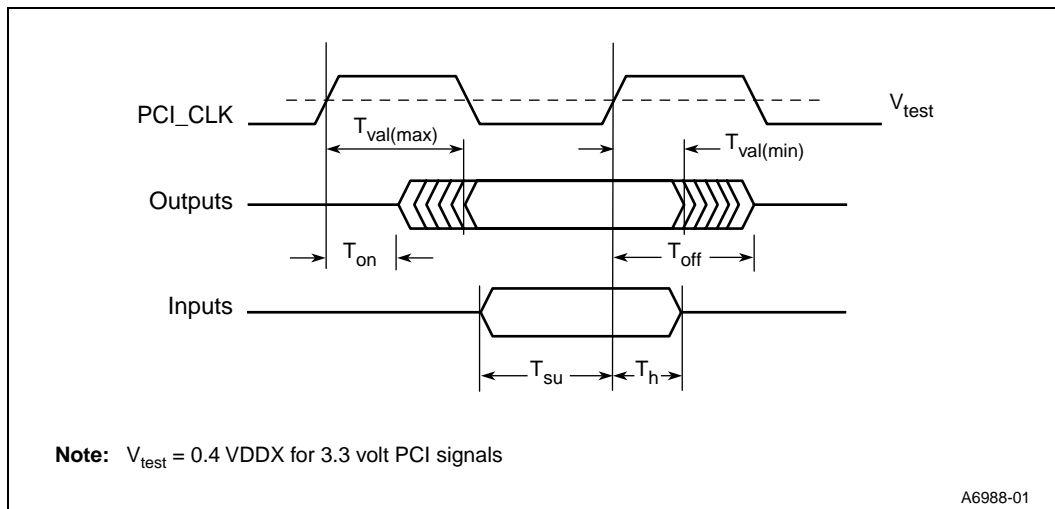 PCI_CLK
V_test
T_val(max)
T_val(min)
Outputs
T_on
T_off
Inputs
T_su
T_h
Note: V_test = 0.4 VDDX for 3.3 volt PCI signals
A6988-01